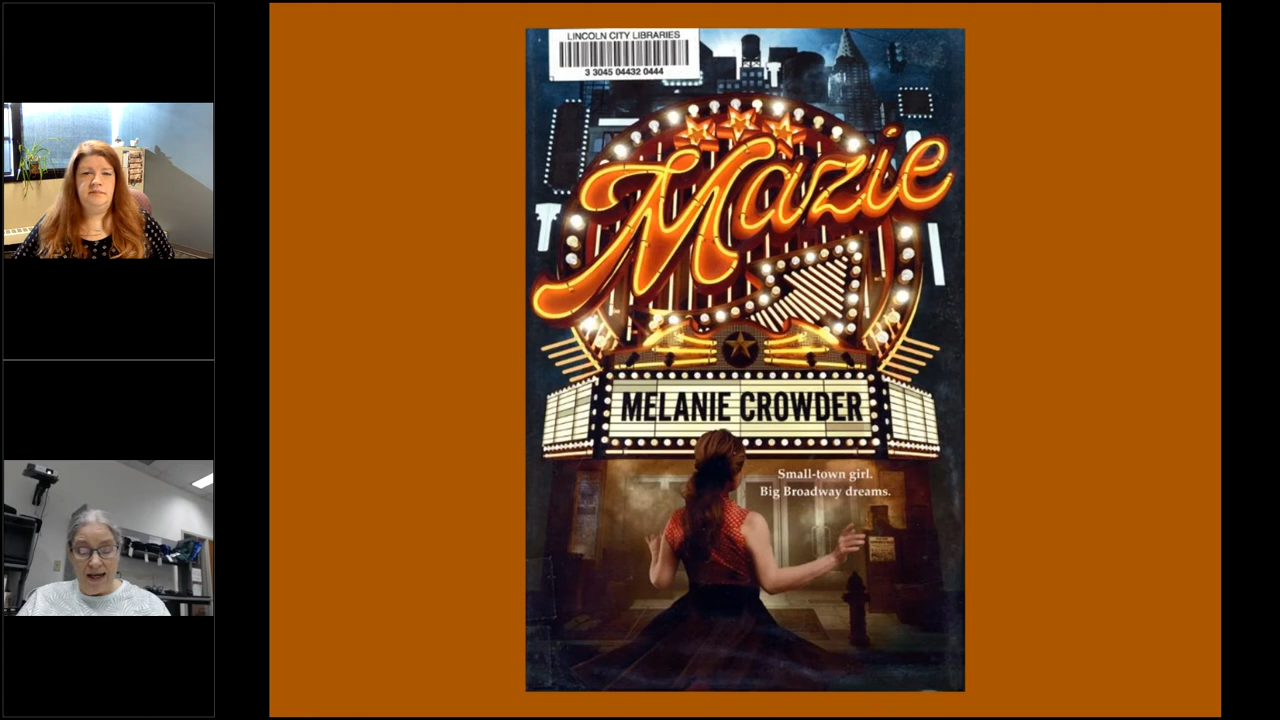 LINCOLN CITY LIBRARIES
3 3045 04432 0444
Mazie
MELANIE CROWDER
Small-town girl.
Big Broadway dreams.